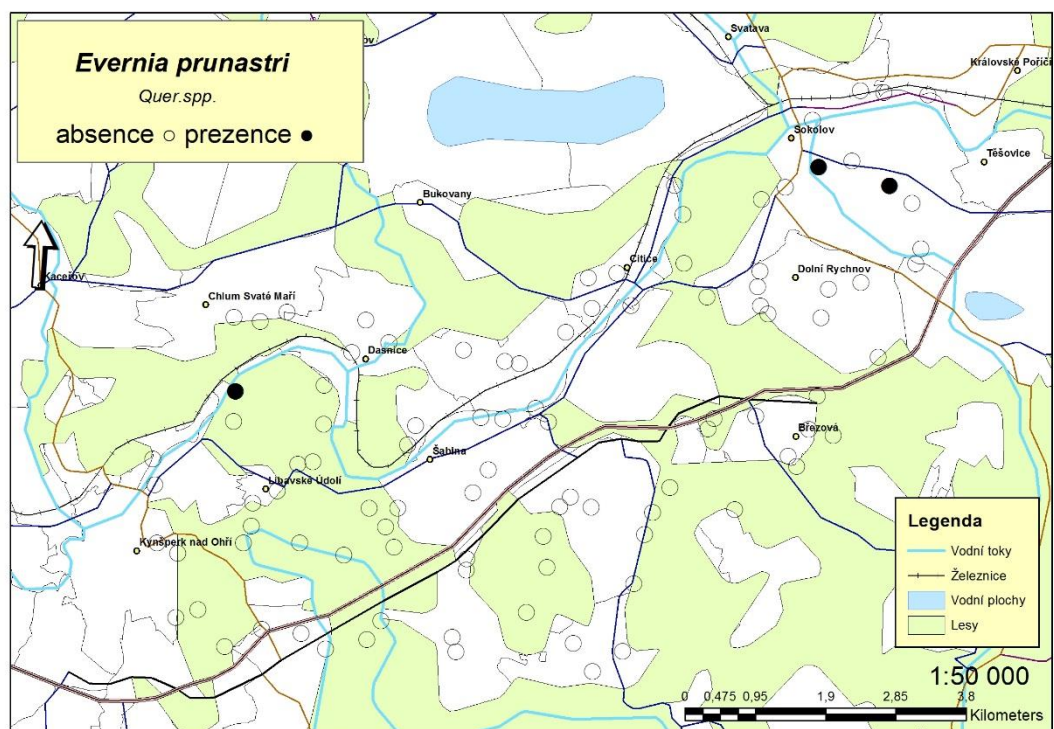 Evernia prunastri
Quer.spp.
absence ○ prezence ●
Svatava
Královské Poříčí
Sokolov
Těšovice
Bukovany
Citice
Dolní Rychnov
Kaceřov
Chlum Svaté Maří
Dasnice
Březová
Šabina
Libavské Údolí
Kynšperk nad Ohří
Legenda
Vodní toky
Železnice
Vodní plochy
Lesy
1:50 000
0 0,475 0,95 1,9 2,85 3,8
Kilometers